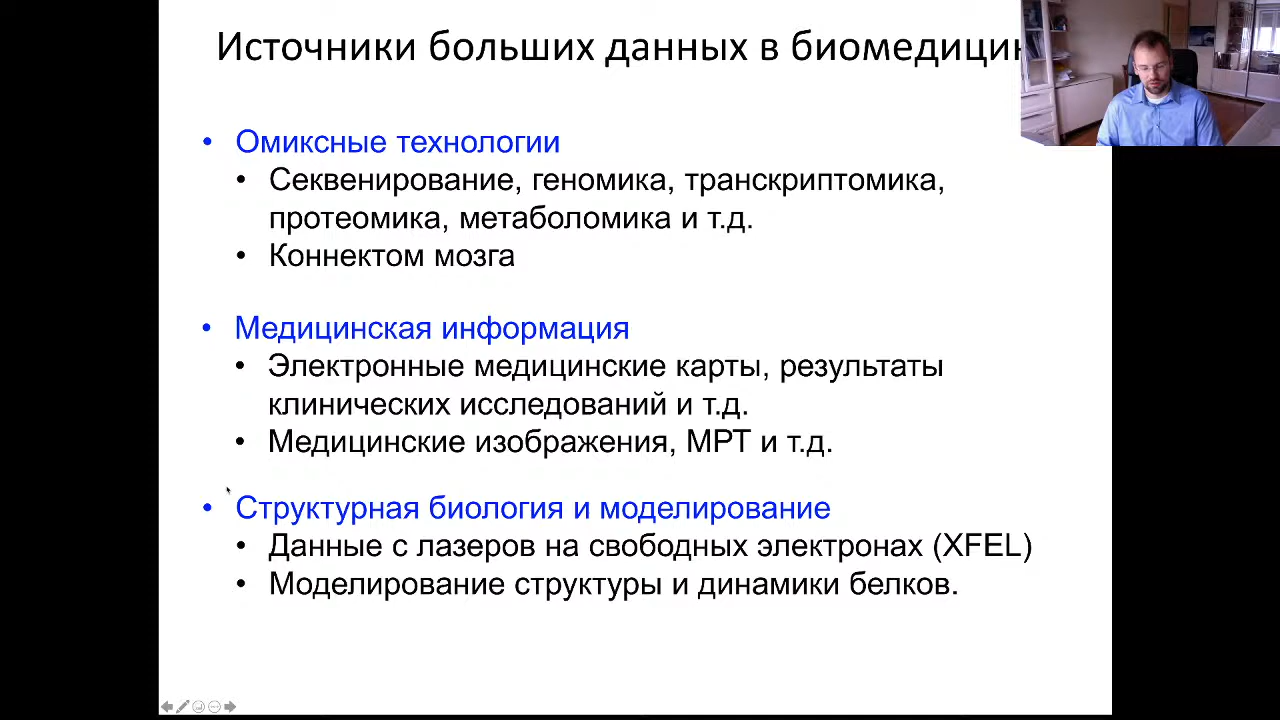 Источники больших данных в биомедицин
• Омиксные технологии
• Секвенирование, геномика, транскриптомика,
протеомика, метаболомика и т.д.
• Коннектом мозга
• Медицинская информация
• Электронные медицинские карты, результаты
клинических исследований и т.д.
• Медицинские изображения, МРТ и т.д.
• Структурная биология и моделирование
• Данные с лазеров на свободных электронах (XFEL)
• Моделирование структуры и динамики белков.